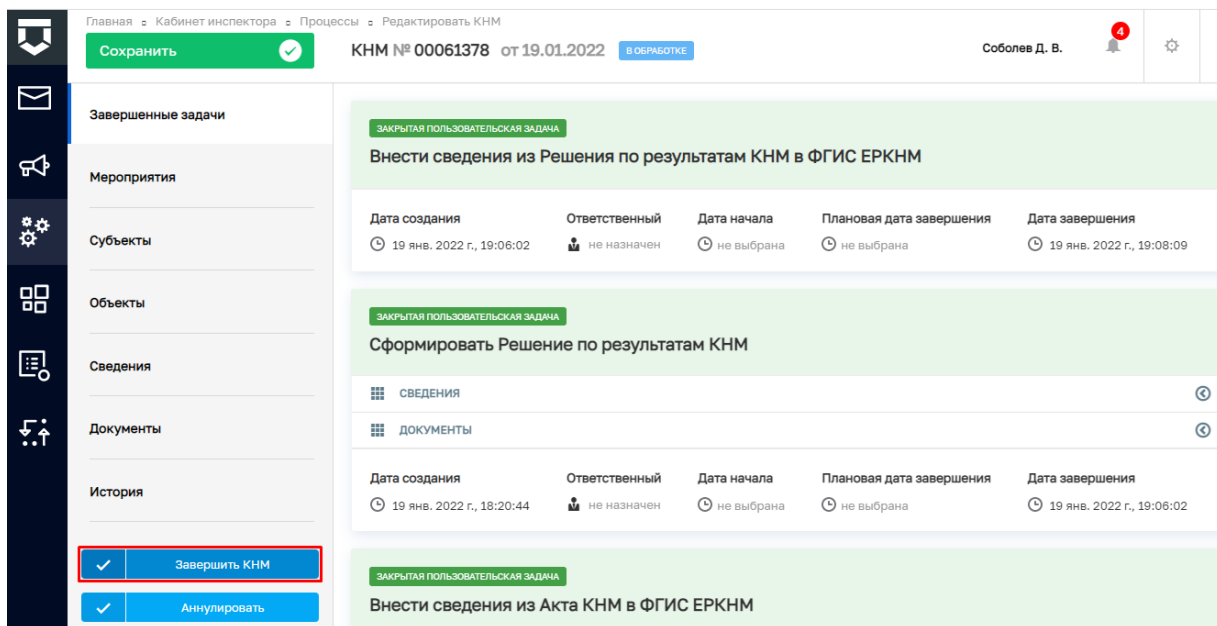 Главная Кабинет инспектора Процессы Редактировать КНМ
Сохранить
КНМ № 00061378 от 19.01.2022 В ОБРАБОТКЕ
Соболев Д. В.
4
Завершенные задачи
Мероприятия
Субъекты
Объекты
Сведения
Документы
История
Завершить КНМ
Аннулировать
ЗАКРЫТАЯ ПОЛЬЗОВАТЕЛЬСКАЯ ЗАДАЧА
Внести сведения из Решения по результатам КНМ в ФГИС ЕРКНМ
Дата создания Ответственный Дата начала Плановая дата завершения Дата завершения
19 янв. 2022 г., 19:06:02 не назначен не выбрана не выбрана 19 янв. 2022 г., 19:08:09
ЗАКРЫТАЯ ПОЛЬЗОВАТЕЛЬСКАЯ ЗАДАЧА
Сформировать Решение по результатам КНМ
СВЕДЕНИЯ
ДОКУМЕНТЫ
Дата создания Ответственный Дата начала Плановая дата завершения Дата завершения
19 янв. 2022 г., 18:20:44 не назначен не выбрана не выбрана 19 янв. 2022 г., 19:06:02
ЗАКРЫТАЯ ПОЛЬЗОВАТЕЛЬСКАЯ ЗАДАЧА
Внести сведения из Акта КНМ в ФГИС ЕРКНМ